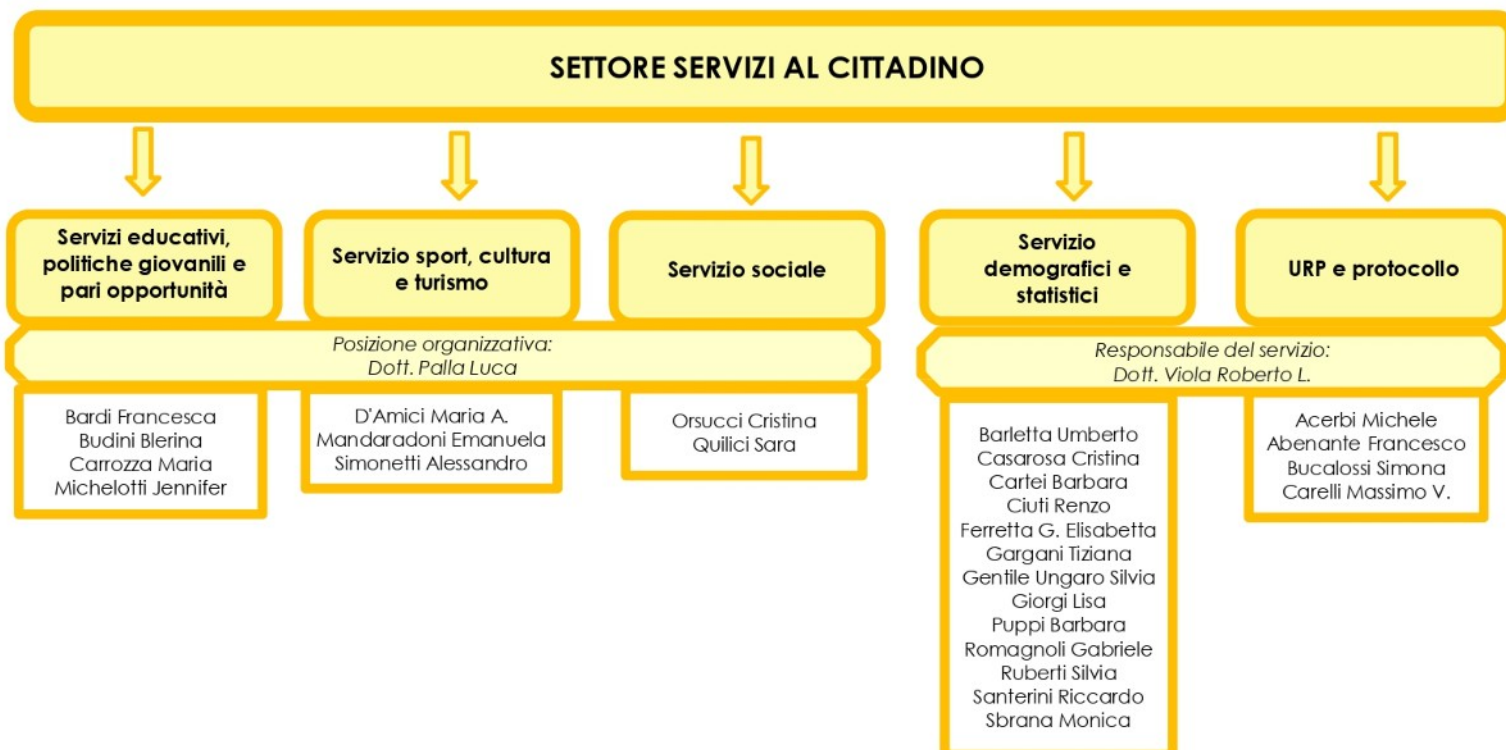 SETTORE SERVIZI AL CITTADINO
Servizi educativi,
politiche giovanili e
pari opportunità
Servizio sport, cultura
e turismo
Servizio sociale
Servizio
demografici e
statistici
URP e protocollo
Posizione organizzativa:
Dott. Palla Luca
Responsabile del servizio:
Dott. Viola Roberto L.
Bardi Francesca
Budini Blerina
Carrozza Maria
Michelotti Jennifer
D'Amici Maria A.
Mandaradoni Emanuela
Simonetti Alessandro
Orsucci Cristina
Quilici Sara
Barletta Umberto
Casarosa Cristina
Cartei Barbara
Ciuti Renzo
Ferretta G. Elisabetta
Gargani Tiziana
Gentile Ungaro Silvia
Giorgi Lisa
Puppi Barbara
Romagnoli Gabriele
Ruberti Silvia
Santerini Riccardo
Sbrana Monica
Acerbi Michele
Abenante Francesco
Bucalossi Simona
Carelli Massimo V.